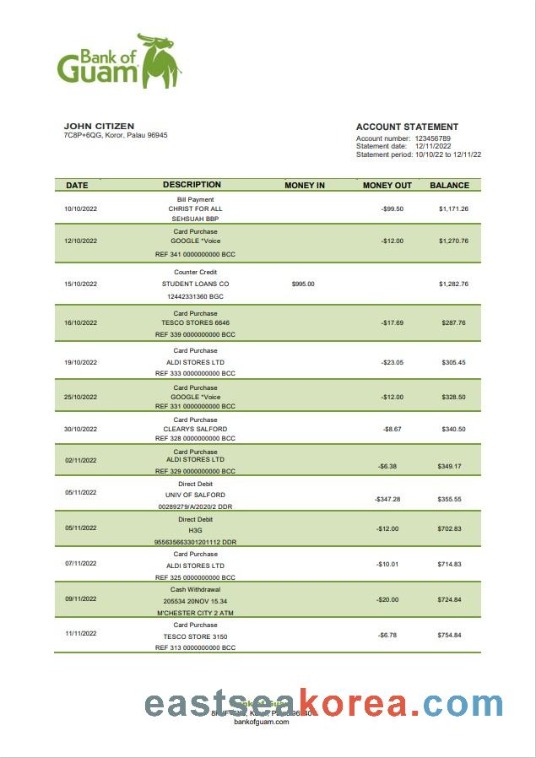 Bank of
Guam
JOHN CITIZEN
7C8P+6QG, Koror, Palau 96945
ACCOUNT STATEMENT
Account number: 123456789
Statement date: 12/11/2022
Statement period: 10/10/22 to 12/11/22
DATE DESCRIPTION MONEY IN MONEY OUT BALANCE
Bill Payment
10/10/2022 CHRIST FOR ALL -$99.50 $1,171.26
SEHSUAH BBP
Card Purchase
12/10/2022 GOOGLE *Voice -$12.00 $1,270.76
REF 341 0000000000 BCC
Counter Credit
15/10/2022 STUDENT LOANS CO $995.00 $1,282.76
12442331360 BGC
Card Purchase
16/10/2022 TESCO STORES 6646 -$17.69 $287.76
REF 339 0000000000 BCC
Card Purchase
19/10/2022 ALDI STORES LTD -$23.05 $305.45
REF 333 0000000000 BCC
Card Purchase
25/10/2022 GOOGLE *Voice -$12.00 $328.50
REF 331 0000000000 BCC
Card Purchase
30/10/2022 CLEARYS SALFORD -$8.67 $340.50
REF 328 0000000000 BCC
Card Purchase
02/11/2022 ALDI STORES LTD -$6.38 $349.17
REF 329 0000000000 BCC
Direct Debit
05/11/2022 UNIV OF SALFORD -$347.28 $355.55
00289279/A/2020/2 DDR
Direct Debit
05/11/2022 H3G -$12.00 $702.83
955635663301201112 DDR
Card Purchase
07/11/2022 ALDI STORES LTD -$10.01 $714.83
REF 325 0000000000 BCC
Cash Withdrawal
09/11/2022 205534 20NOV 15.34 -$20.00 $724.84
M'CHESTER CITY 2 ATM
Card Purchase
11/11/2022 TESCO STORE 3150 -$6.78 $754.84
REF 313 0000000000 BCC
eastseakorea.com
bankofguam.com